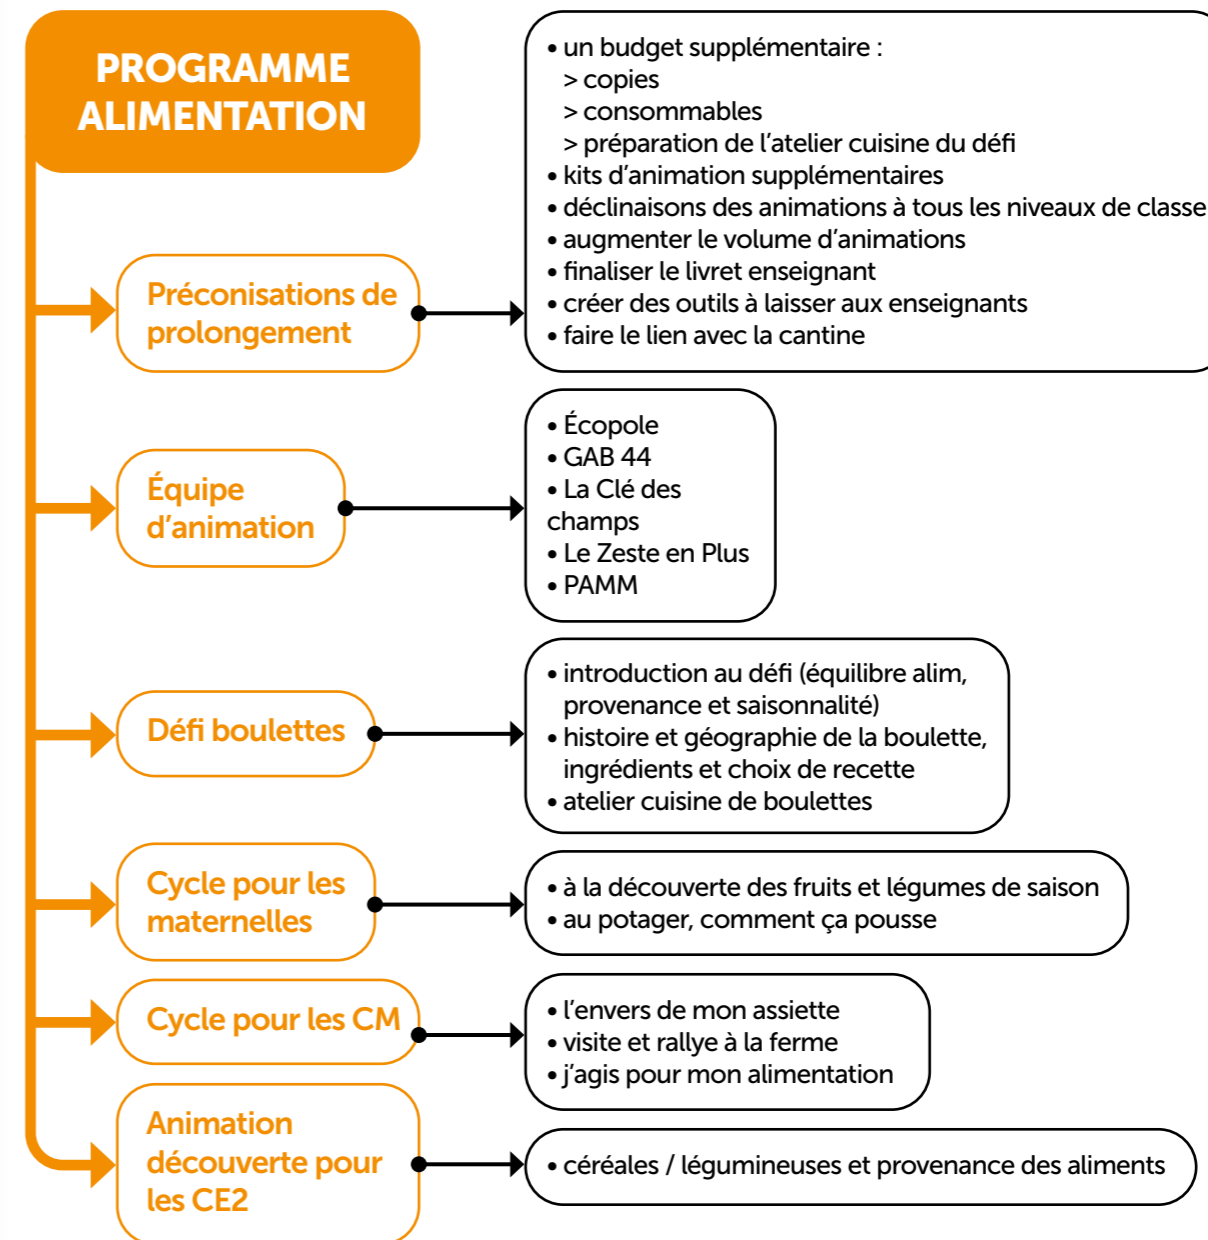 PROGRAMME
ALIMENTATION
• un budget supplémentaire :
> copies
> consommables
> préparation de l’atelier cuisine du défi
• kits d’animation supplémentaires
• déclinaisons des animations à tous les niveaux de classe
• augmenter le volume d’animations
• finaliser le livret enseignant
• créer des outils à laisser aux enseignants
• faire le lien avec la cantine
Préconisations de
prolongement
Équipe
d’animation
• Écopole
• GAB 44
• La Clé des
champs
• Le Zeste en Plus
• PAMM
Défi boulettes
• introduction au défi (équilibre alim,
provenance et saisonnalité)
• histoire et géographie de la boulette,
ingrédients et choix de recette
• atelier cuisine de boulettes
Cycle pour les
maternelles
• à la découverte des fruits et légumes de saison
• au potager, comment ça pousse
Cycle pour les CM
• l’envers de mon assiette
• visite et rallye à la ferme
• j’agis pour mon alimentation
Animation
découverte pour
les CE2
• céréales / légumineuses et provenance des aliments